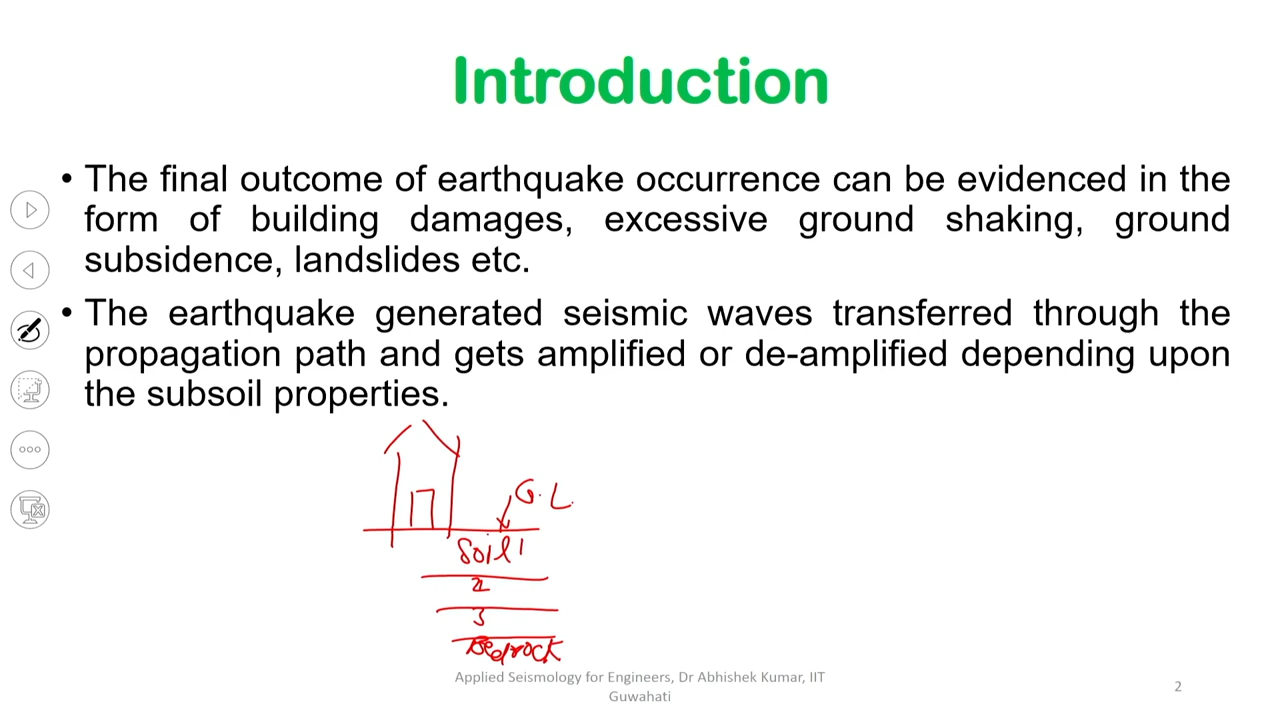 Introduction
• The final outcome of earthquake occurrence can be evidenced in the
form of building damages, excessive ground shaking, ground
subsidence, landslides etc.
• The earthquake generated seismic waves transferred through the
propagation path and gets amplified or de-amplified depending upon
the subsoil properties.
G.L.
Soil 1
2
3
Bedrock
Applied Seismology for Engineers, Dr Abhishek Kumar, IIT
Guwahati
2